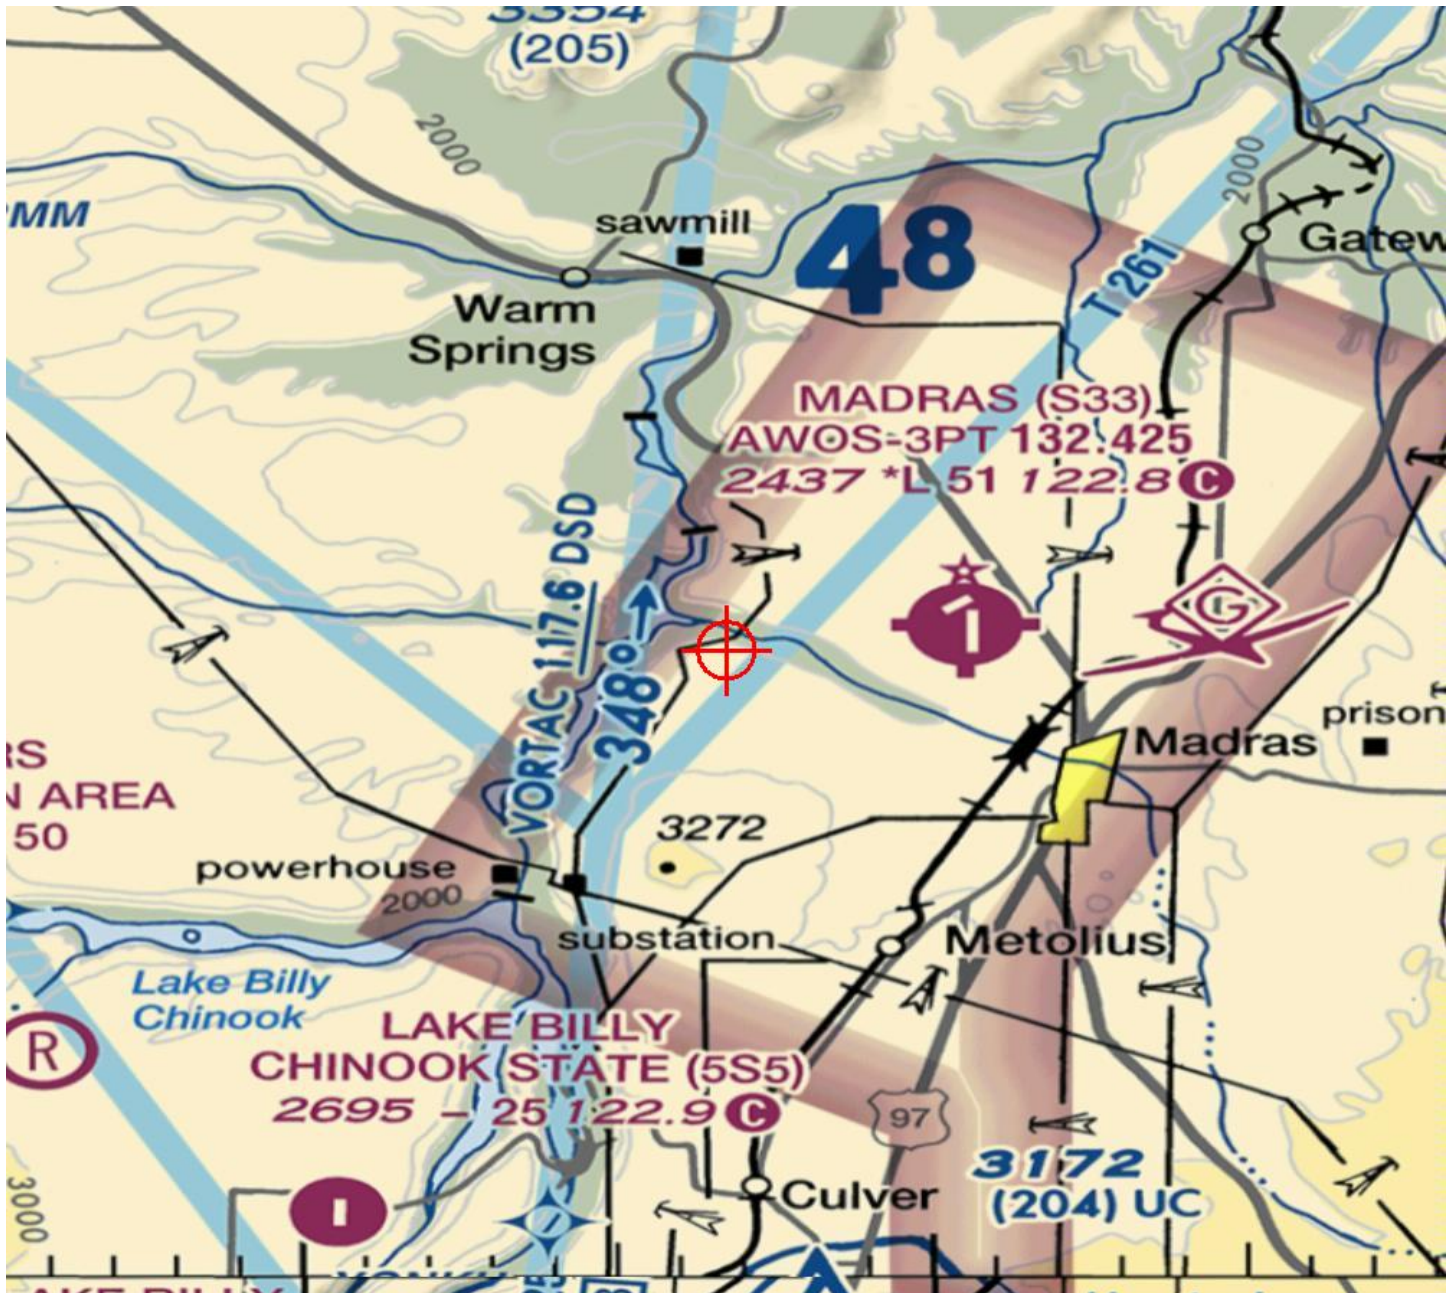 3354
(205)
2000
2000
MM
sawmill
48
Gatew
T 261
Warm
Springs
MADRAS (S33)
AWOS-3PT 132.425
2437 *L 51 122.8 C
VORTAC 117.6 DSD
348°
G
Madras
prison
RS
N AREA
50
3272
powerhouse
2000
substation
Metolius
Lake Billy
Chinook
R
LAKE BILLY
CHINOOK STATE (5S5)
2695 – 25 122.9 C
97
3172
(204) UC
Culver
3000
LAKE BILLY